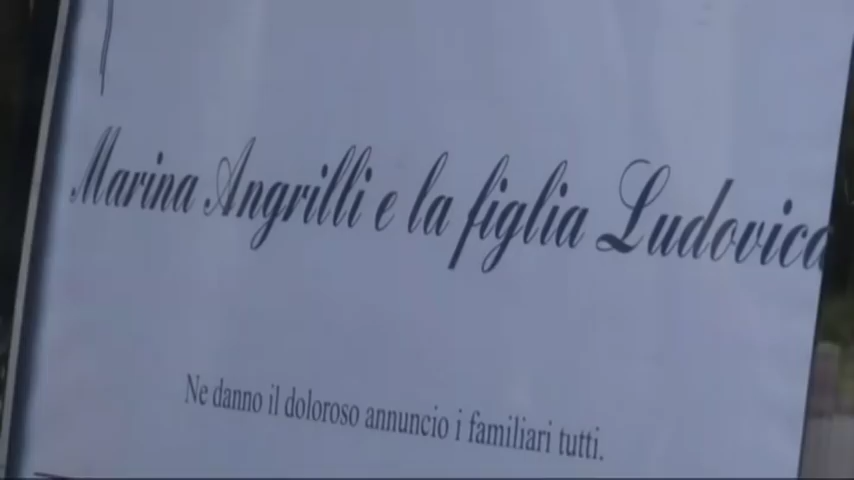 Marina Angrilli e la figlia Ludovica
Ne danno il doloroso annuncio i familiari tutti.